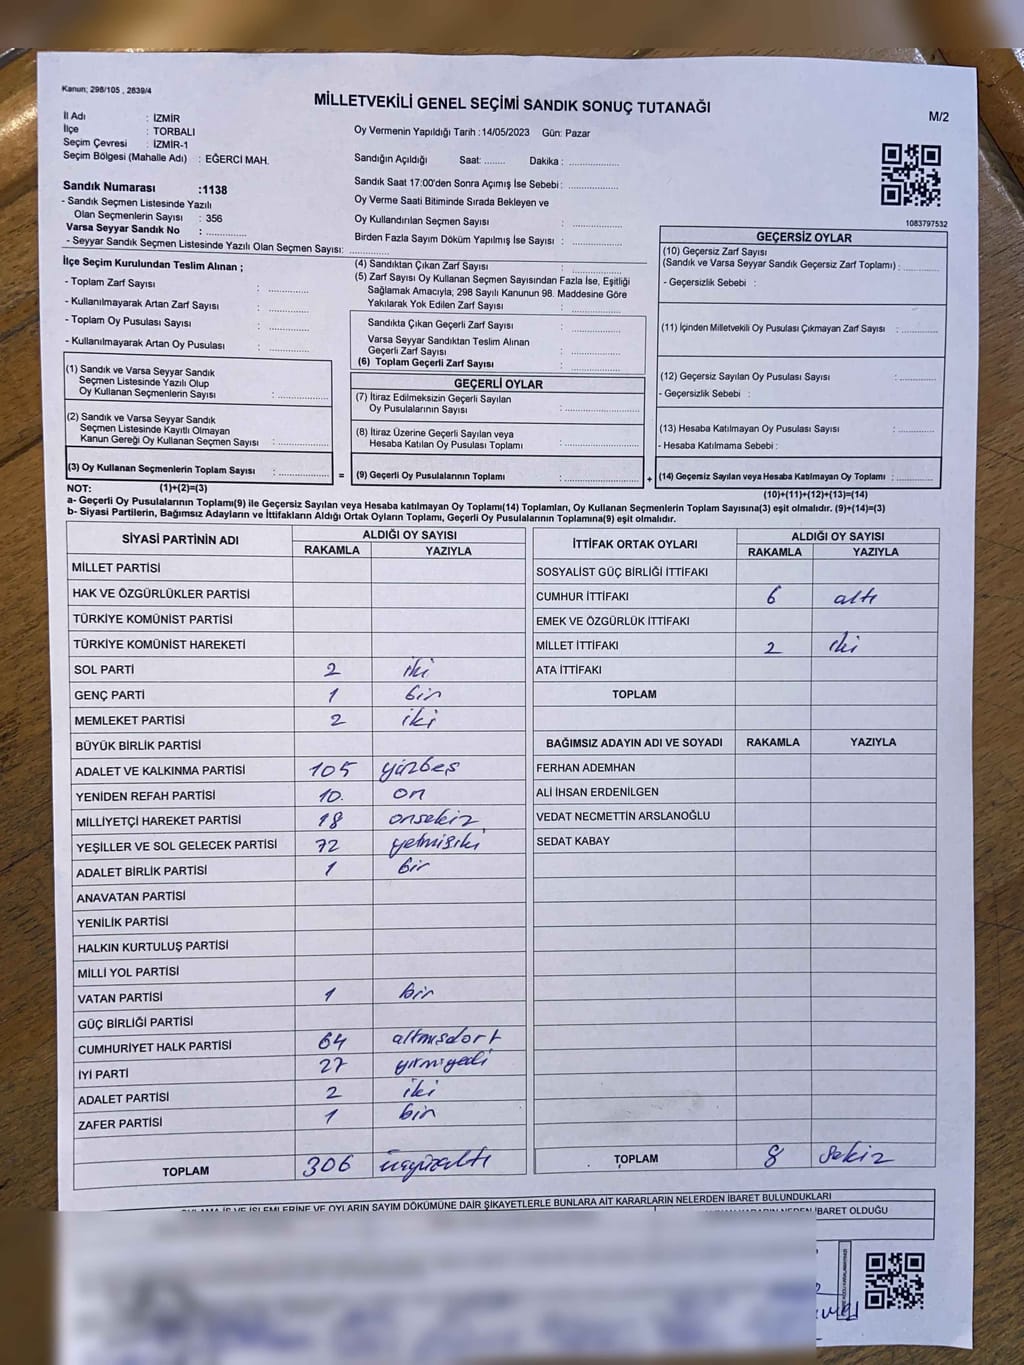 Kanun; 298/105 , 2839/4
MİLLETVEKİLİ GENEL SEÇİMİ SANDIK SONUÇ TUTANAĞI
M/2
İl Adı : İZMİR
İlçe : TORBALI
Seçim Çevresi : İZMİR-1
Seçim Bölgesi (Mahalle Adı) : EĞERCİ MAH.
Oy Vermenin Yapıldığı Tarih : 14/05/2023 Gün: Pazar
Sandığın Açıldığı Saat: ........ Dakika : ................
Sandık Saat 17:00'den Sonra Açımış İse Sebebi : ................
Oy Verme Saati Bitiminde Sırada Bekleyen ve
Oy Kullandırılan Seçmen Sayısı : ................
Birden Fazla Sayım Döküm Yapılmış İse Sayısı : ................
1083797532
Sandık Numarası :1138
- Sandık Seçmen Listesinde Yazılı
Olan Seçmenlerin Sayısı : 356
Varsa Seyyar Sandık No : ................
- Seyyar Sandık Seçmen Listesinde Yazılı Olan Seçmen Sayısı: ................
İlçe Seçim Kurulundan Teslim Alınan ;
- Toplam Zarf Sayısı : ................
- Kullanılmayarak Artan Zarf Sayısı : ................
- Toplam Oy Pusulası Sayısı : ................
- Kullanılmayarak Artan Oy Pusulası : ................
(1) Sandık ve Varsa Seyyar Sandık
Seçmen Listesinde Yazılı Olup
Oy Kullanan Seçmenlerin Sayısı : ................
(2) Sandık ve Varsa Seyyar Sandık
Seçmen Listesinde Kayıtlı Olmayan
Kanun Gereği Oy Kullanan Seçmen Sayısı : ................
(3) Oy Kullanan Seçmenlerin Toplam Sayısı : ................
(1)+(2)=(3)
(4) Sandıktan Çıkan Zarf Sayısı : ................
(5) Zarf Sayısı Oy Kullanan Seçmen Sayısından Fazla İse, Eşitliği
Sağlamak Amacıyla, 298 Sayılı Kanunun 98. Maddesine Göre
Yakılarak Yok Edilen Zarf Sayısı : ................
Sandıkta Çıkan Geçerli Zarf Sayısı : ................
Varsa Seyyar Sandıktan Teslim Alınan
Geçerli Zarf Sayısı : ................
(6) Toplam Geçerli Zarf Sayısı : ................
GEÇERLİ OYLAR
(7) İtiraz Edilmeksizin Geçerli Sayılan
Oy Pusulalarının Sayısı : ................
(8) İtiraz Üzerine Geçerli Sayılan veya
Hesaba Katılan Oy Pusulası Toplamı : ................
= (9) Geçerli Oy Pusulalarının Toplamı : ................
GEÇERSİZ OYLAR
(10) Geçersiz Zarf Sayısı
(Sandık ve Varsa Seyyar Sandık Geçersiz Zarf Toplamı) : ................
- Geçersizlik Sebebi :
(11) İçinden Milletvekili Oy Pusulası Çıkmayan Zarf Sayısı : ................
(12) Geçersiz Sayılan Oy Pusulası Sayısı : ................
- Geçersizlik Sebebi :
(13) Hesaba Katılmayan Oy Pusulası Sayısı : ................
- Hesaba Katılmama Sebebi :
+ (14) Geçersiz Sayılan veya Hesaba Katılmayan Oy Toplamı : ................
(10)+(11)+(12)+(13)=(14)
NOT:
a- Geçerli Oy Pusulalarının Toplamı(9) ile Geçersiz Sayılan veya Hesaba katılmayan Oy Toplamı(14) Toplamları, Oy Kullanan Seçmenlerin Toplam Sayısına(3) eşit olmalıdır. (9)+(14)=(3)
b- Siyasi Partilerin, Bağımsız Adayların ve İttifakların Aldığı Ortak Oyların Toplamı, Geçerli Oy Pusulalarının Toplamına(9) eşit olmalıdır.
SİYASİ PARTİNİN ADI ALDIĞI OY SAYISI
RAKAMLA YAZIYLA
MİLLET PARTİSİ
HAK VE ÖZGÜRLÜKLER PARTİSİ
TÜRKİYE KOMÜNİST PARTİSİ
TÜRKİYE KOMÜNİST HAREKETİ
SOL PARTİ 2 iki
GENÇ PARTİ 1 bir
MEMLEKET PARTİSİ 2 iki
BÜYÜK BİRLİK PARTİSİ
ADALET VE KALKINMA PARTİSİ 105 yüzbeş
YENİDEN REFAH PARTİSİ 10. on
MİLLİYETÇİ HAREKET PARTİSİ 18 onsekiz
YEŞİLLER VE SOL GELECEK PARTİSİ 72 yetmişiki
ADALET BİRLİK PARTİSİ 1 bir
ANAVATAN PARTİSİ
YENİLİK PARTİSİ
HALKIN KURTULUŞ PARTİSİ
MİLLİ YOL PARTİSİ
VATAN PARTİSİ 1 bir
GÜÇ BİRLİĞİ PARTİSİ
CUMHURİYET HALK PARTİSİ 64 altmışdört
İYİ PARTİ 27 yirmiyedi
ADALET PARTİSİ 2 iki
ZAFER PARTİSİ 1 bir
TOPLAM 306 üçyüzaltı
İTTİFAK ORTAK OYLARI ALDIĞI OY SAYISI
RAKAMLA YAZIYLA
SOSYALİST GÜÇ BİRLİĞİ İTTİFAKI
CUMHUR İTTİFAKI 6 altı
EMEK VE ÖZGÜRLÜK İTTİFAKI
MİLLET İTTİFAKI 2 iki
ATA İTTİFAKI
TOPLAM
BAĞIMSIZ ADAYIN ADI VE SOYADI RAKAMLA YAZIYLA
FERHAN ADEMHAN
ALİ İHSAN ERDENİLGEN
VEDAT NECMETTİN ARSLANOĞLU
SEDAT KABAY
TOPLAM 8 sekiz
İŞLEMLERİNE VE OYLARIN SAYIM DÖKÜMÜNE DAİR ŞİKAYETLERLE BUNLARA AİT KARARLARIN NELERDEN İBARET BULUNDUKLARI
İBARET OLDUĞU